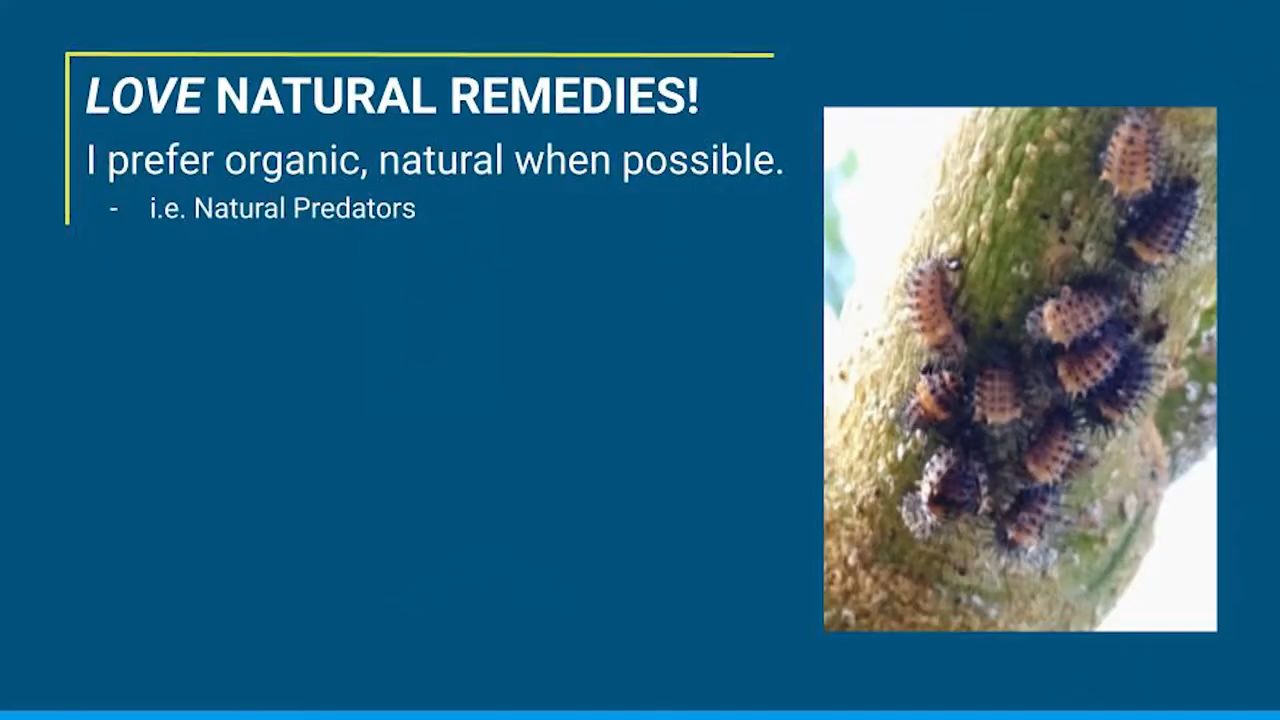 LOVE NATURAL REMEDIES!
I prefer organic, natural when possible.
- i.e. Natural Predators